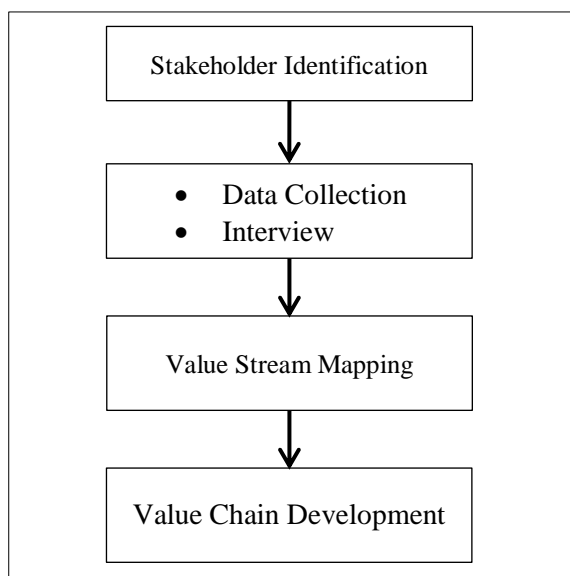 Stakeholder Identification
• Data Collection
• Interview
Value Stream Mapping
Value Chain Development